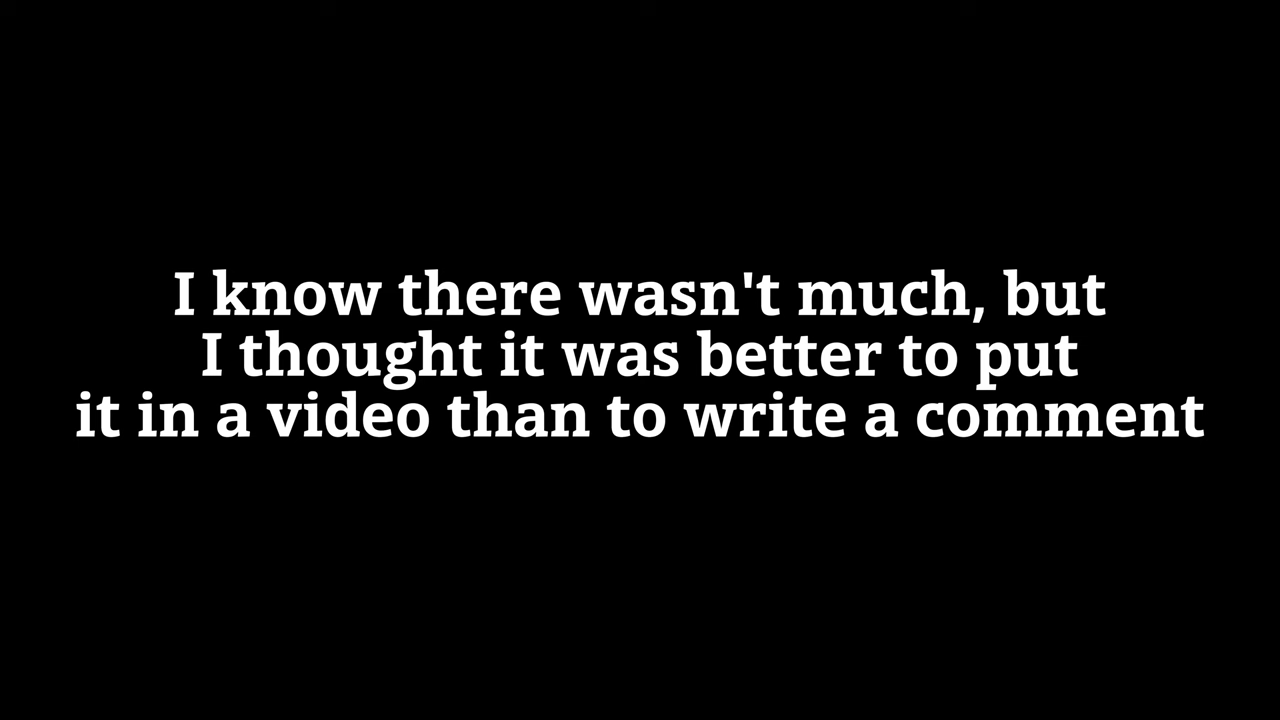 I know there wasn't much, but
I thought it was better to put
it in a video than to write a comment